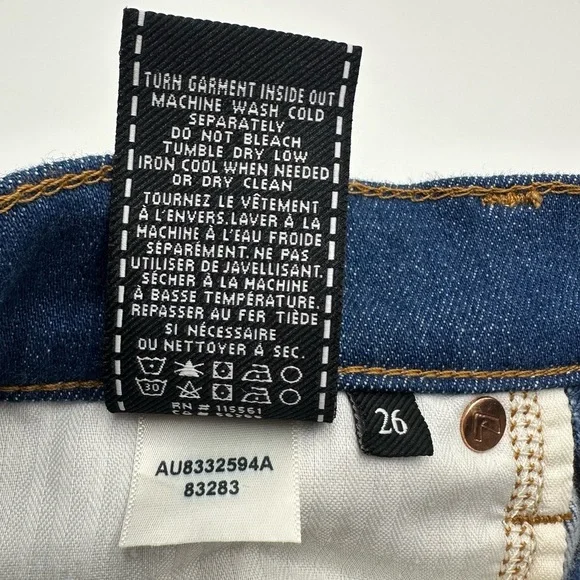 TURN GARMENT INSIDE OUT
MACHINE WASH COLD
SEPARATELY
DO NOT BLEACH
TUMBLE DRY LOW
IRON COOL WHEN NEEDED
OR DRY CLEAN
TOURNEZ LE VÊTEMENT
À L'ENVERS.LAVER À LA
MACHINE À L'EAU FROIDE
SÉPARÉMENT. NE PAS
UTILISER DE JAVELLISANT.
SÉCHER À LA MACHINE
À BASSE TEMPÉRATURE.
REPASSER AU FER TIÈDE
SI NÉCESSAIRE
OU NETTOYER À SEC.
30
RN # 115561
AU8332594A
83283
26